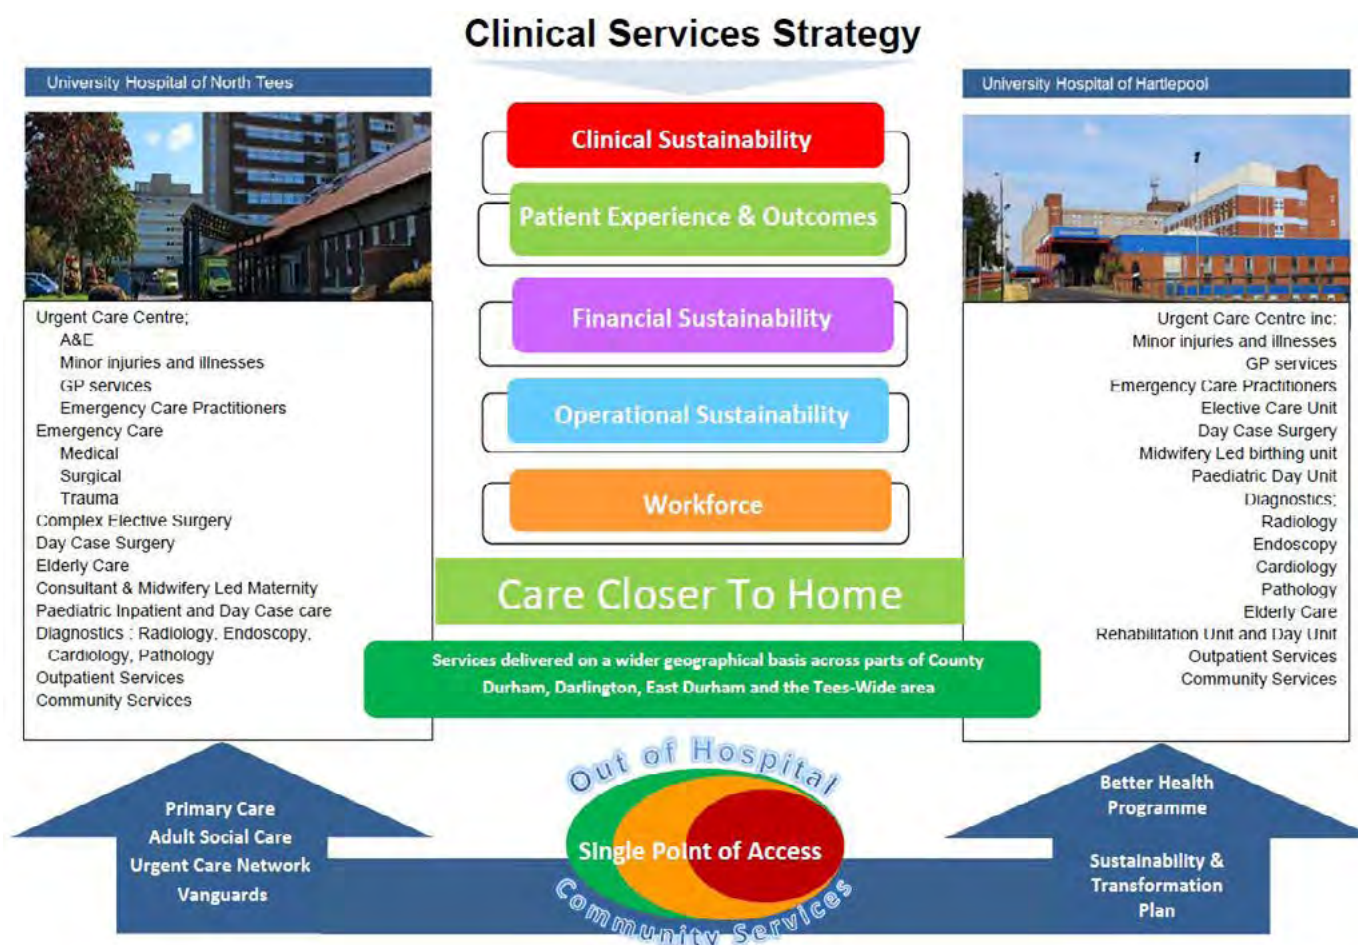 Clinical Services Strategy
University Hospital of North Tees
Urgent Care Centre;
A&E
Minor injuries and illnesses
GP services
Emergency Care Practitioners
Emergency Care
Medical
Surgical
Trauma
Complex Elective Surgery
Day Case Surgery
Elderly Care
Consultant & Midwifery Led Maternity
Paediatric Inpatient and Day Case care
Diagnostics : Radiology, Endoscopy,
Cardiology, Pathology
Outpatient Services
Community Services
Clinical Sustainability
Patient Experience & Outcomes
Financial Sustainability
Operational Sustainability
Workforce
Care Closer To Home
Services delivered on a wider geographical basis across parts of County
Durham, Darlington, East Durham and the Tees-Wide area
University Hospital of Hartlepool
Urgent Care Centre inc:
Minor injuries and illnesses
GP services
Emergency Care Practitioners
Elective Care Unit
Day Case Surgery
Midwifery Led birthing unit
Paediatric Day Unit
Diagnostics;
Radiology
Endoscopy
Cardiology
Pathology
Elderly Care
Rehabilitation Unit and Day Unit
Outpatient Services
Community Services
Primary Care
Adult Social Care
Urgent Care Network
Vanguards
Out of Hospital
Single Point of Access
Community Services
Better Health
Programme
Sustainability &
Transformation
Plan